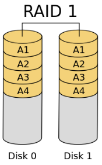 RAID 1
A1 A1
A2 A2
A3 A3
A4 A4
Disk 0 Disk 1